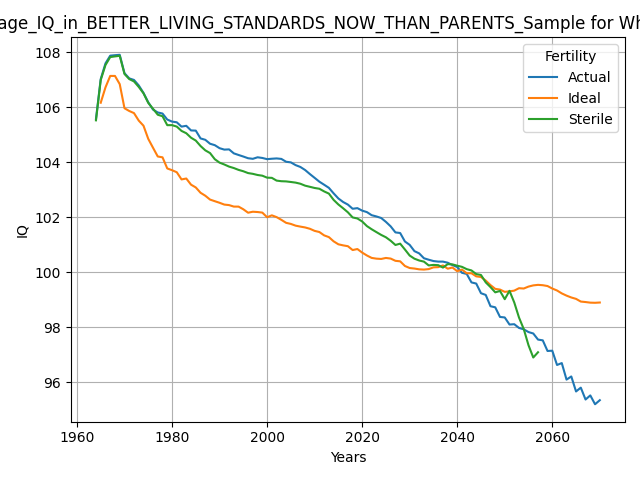 age_IQ_in_BETTER_LIVING_STANDARDS_NOW_THAN_PARENTS_Sample for Wh
Fertility
Actual
Ideal
Sterile
108
106
104
102
100
98
96
IQ
1960
1980
2000
2020
2040
2060
Years